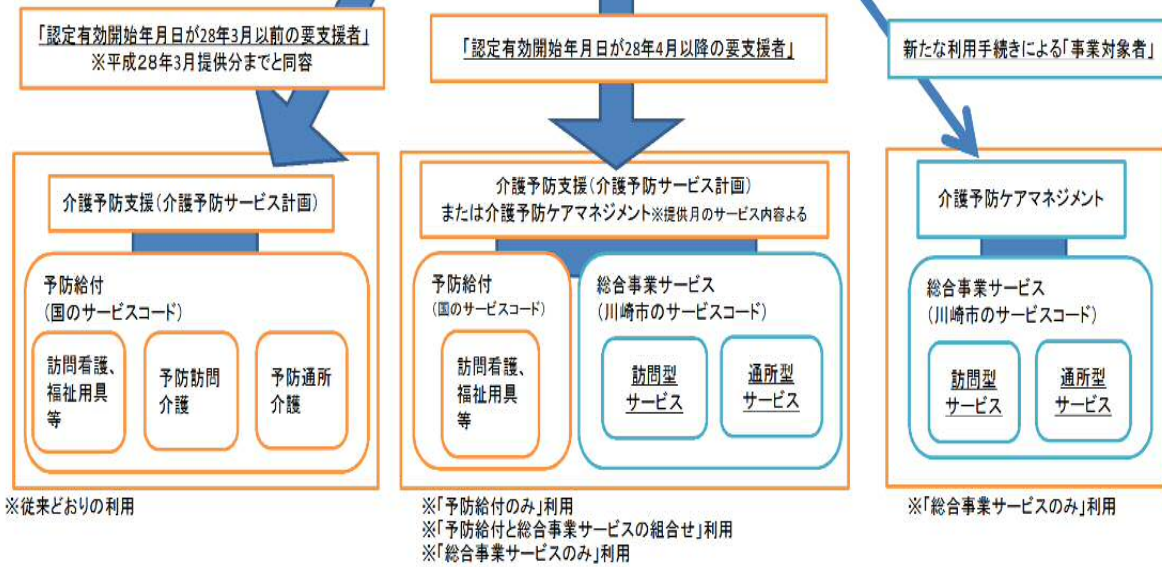 「認定有効開始年月日が28年3月以前の要支援者」
※平成28年3月提供分までと同容
「認定有効開始年月日が28年4月以降の要支援者」
新たな利用手続きによる「事業対象者」
介護予防支援(介護予防サービス計画)
予防給付
(国のサービスコード)
訪問看護、
福祉用具
等
予防訪問
介護
予防通所
介護
※従来どおりの利用
介護予防支援(介護予防サービス計画)
または介護予防ケアマネジメント※提供月のサービス内容よる
予防給付
(国のサービスコード)
訪問看護、
福祉用具
等
総合事業サービス
(川崎市のサービスコード)
訪問型
サービス
通所型
サービス
※「予防給付のみ」利用
※「予防給付と総合事業サービスの組合せ」利用
※「総合事業サービスのみ」利用
介護予防ケアマネジメント
総合事業サービス
(川崎市のサービスコード)
訪問型
サービス
通所型
サービス
※「総合事業サービスのみ」利用